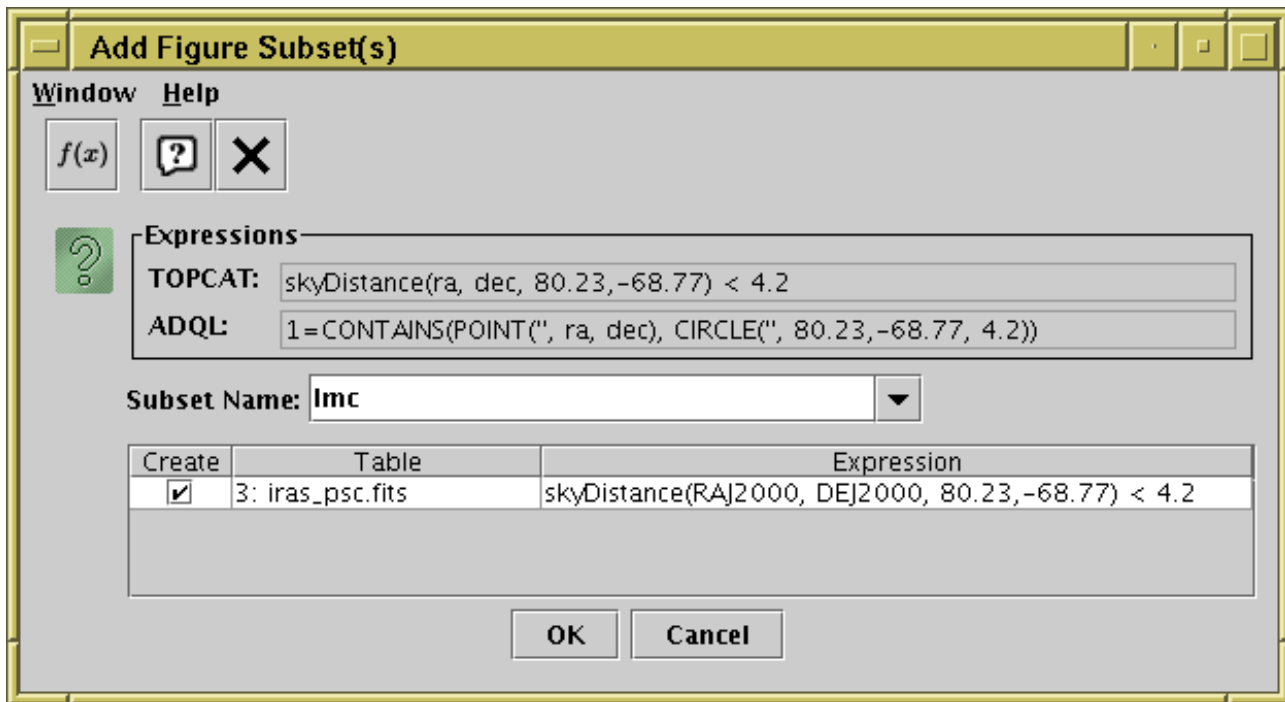 Add Figure Subset(s)
Window Help
f(x)
Expressions
TOPCAT: skyDistance(ra, dec, 80.23,-68.77) < 4.2
ADQL: 1=CONTAINS(POINT('', ra, dec), CIRCLE('', 80.23,-68.77, 4.2))
Subset Name: lmc
Create Table Expression
3: iras_psc.fits skyDistance(RAJ2000, DEJ2000, 80.23,-68.77) < 4.2
OK Cancel